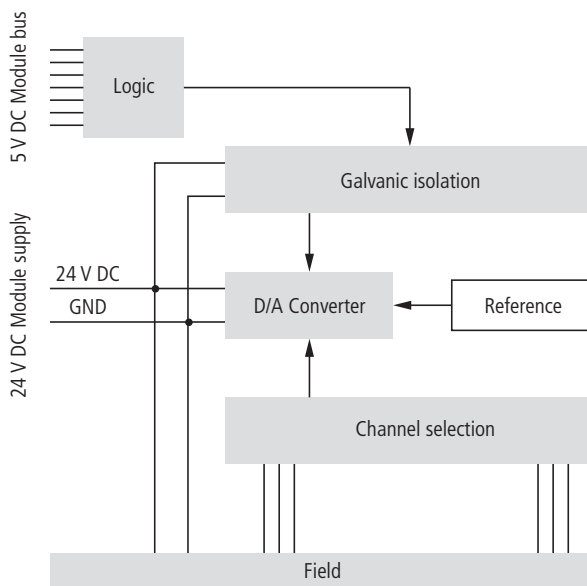 5 V DC Module bus
Logic
Galvanic isolation
24 V DC Module supply
24 V DC
GND
D/A Converter
Reference
Channel selection
Field